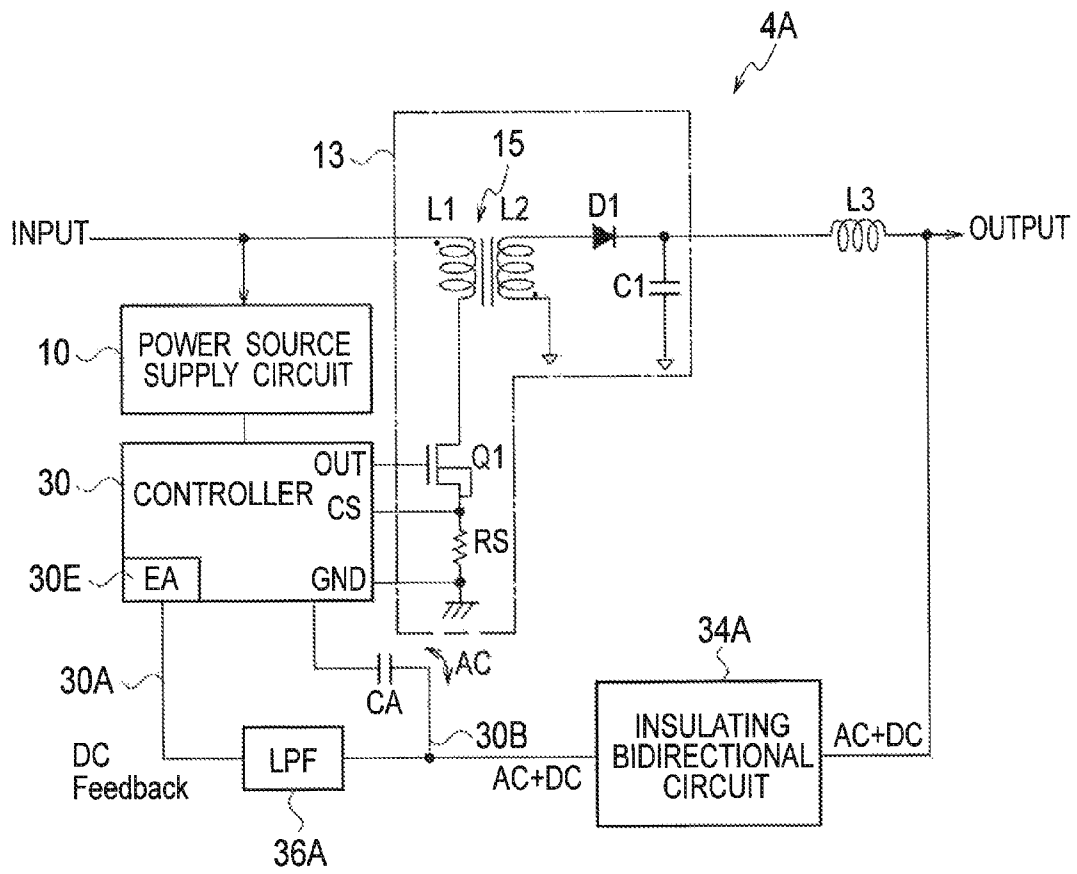 4A
13
15
L1
L2
D1
L3
INPUT
OUTPUT
C1
10
POWER SOURCE
SUPPLY CIRCUIT
30
OUT
Q1
CONTROLLER
CS
RS
30E
EA
GND
34A
AC
30A
CA
INSULATING
BIDIRECTIONAL
CIRCUIT
30B
AC+DC
AC+DC
DC
Feedback
LPF
36A